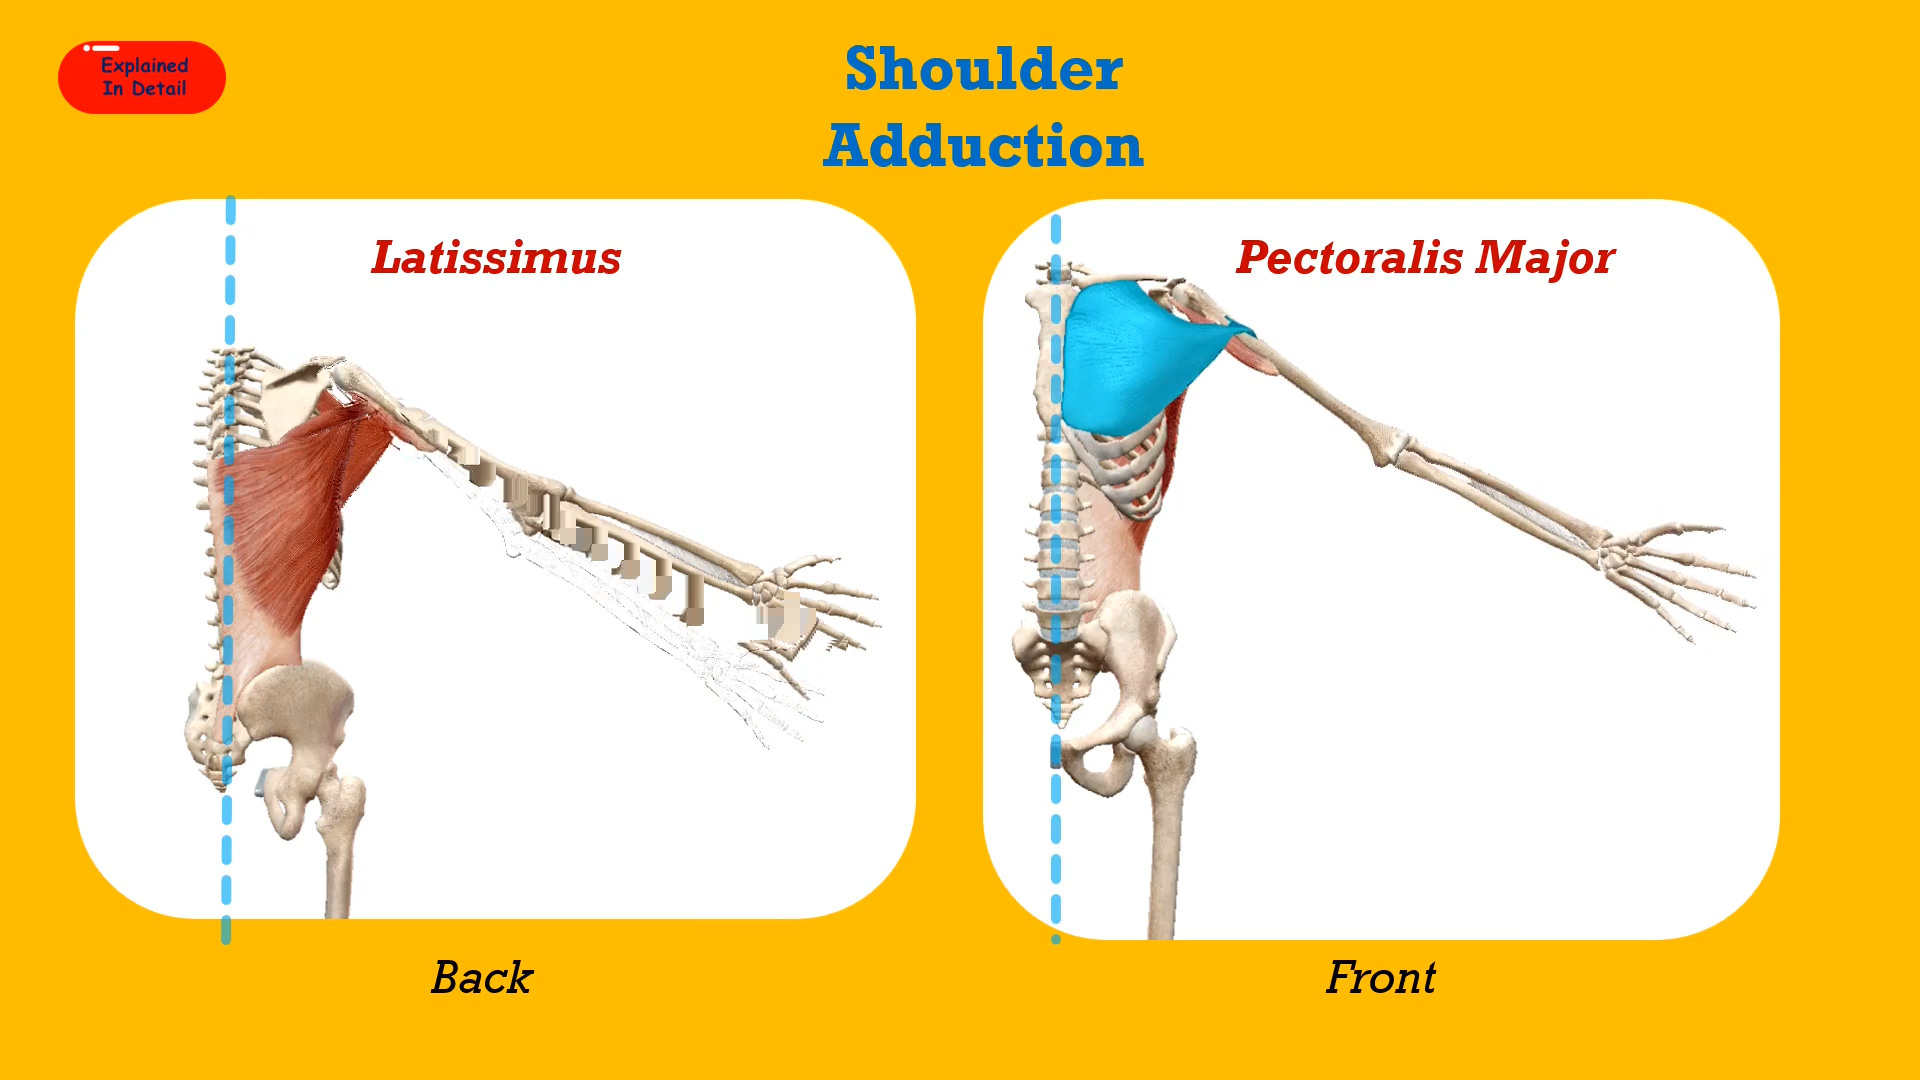 Explained
In Detail
Shoulder
Adduction
Latissimus
Pectoralis Major
Back
Front